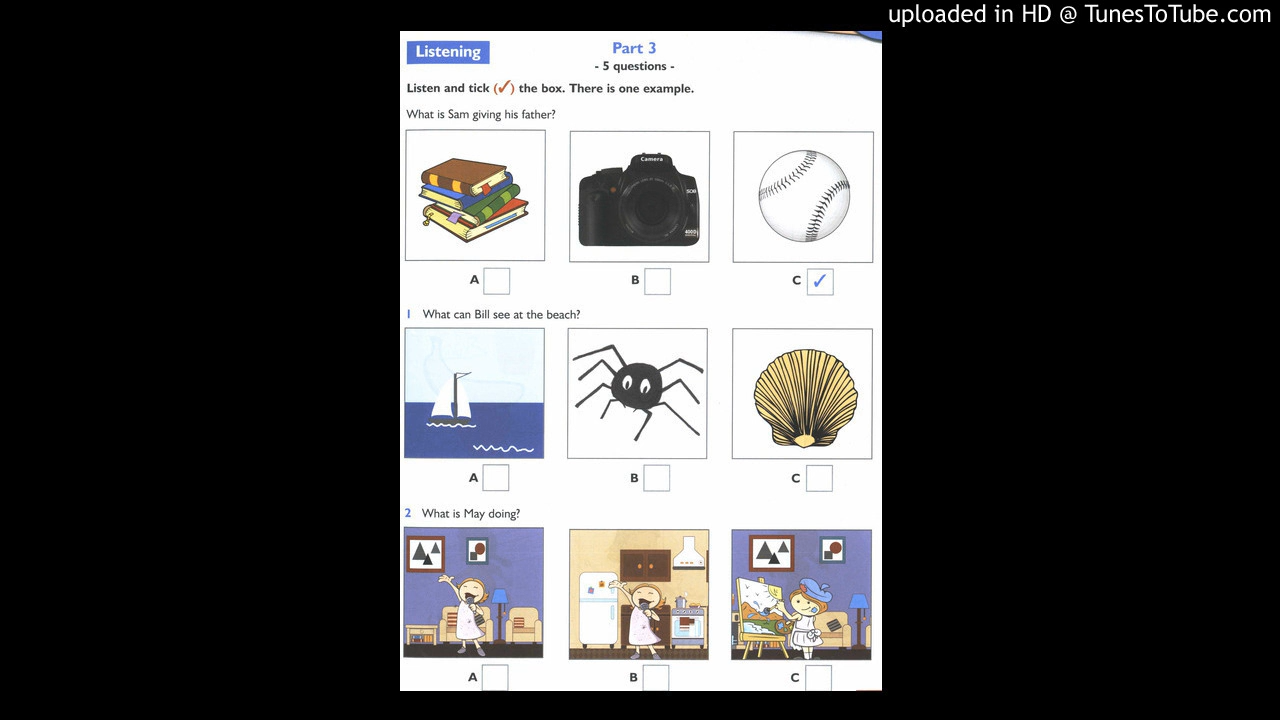 uploaded in HD @ TunesToTube.com
Listening
Part 3
- 5 questions -
Listen and tick (✓) the box. There is one example.
What is Sam giving his father?
Camera
A
B
C ✓
1 What can Bill see at the beach?
A
B
C
2 What is May doing?
A
B
C